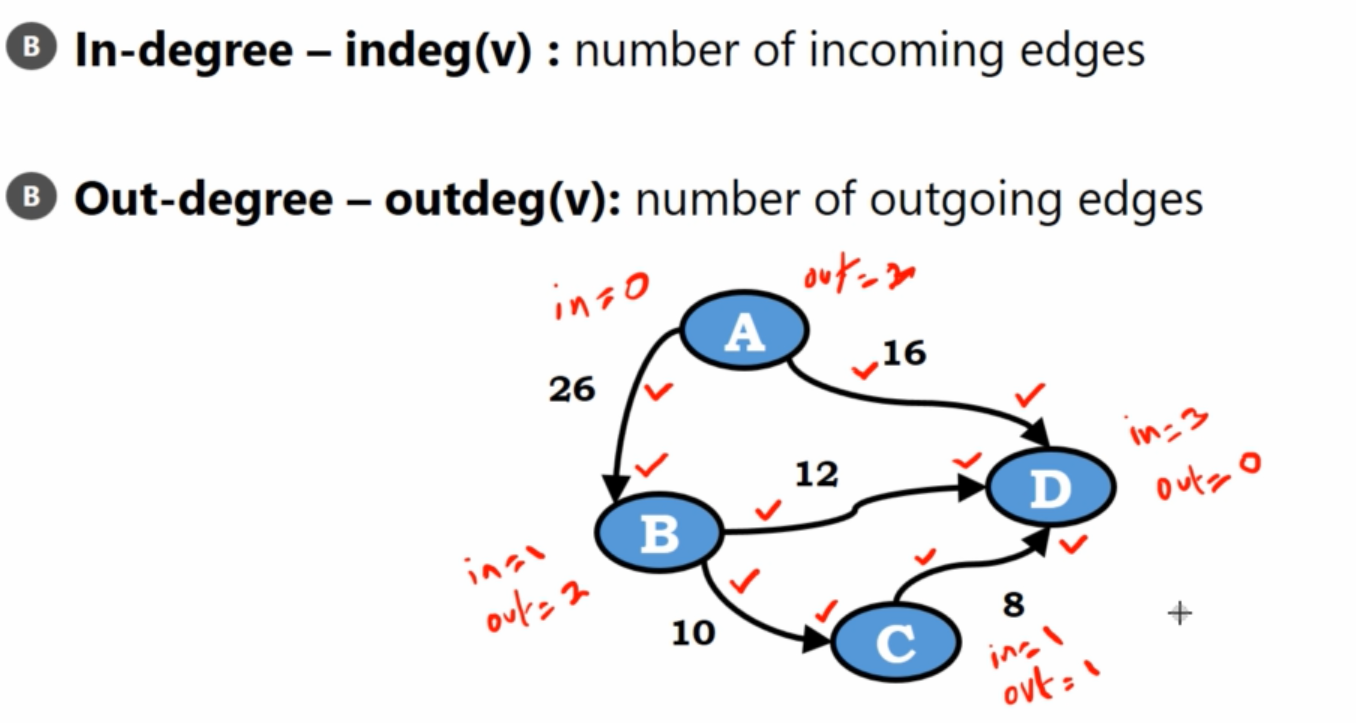 B In-degree – indeg(v) : number of incoming edges
B Out-degree – outdeg(v): number of outgoing edges
in=0
out=2
A
16
26
in=3
out=0
12
D
B
in=1
out=2
8
10
C
in=1
out=1